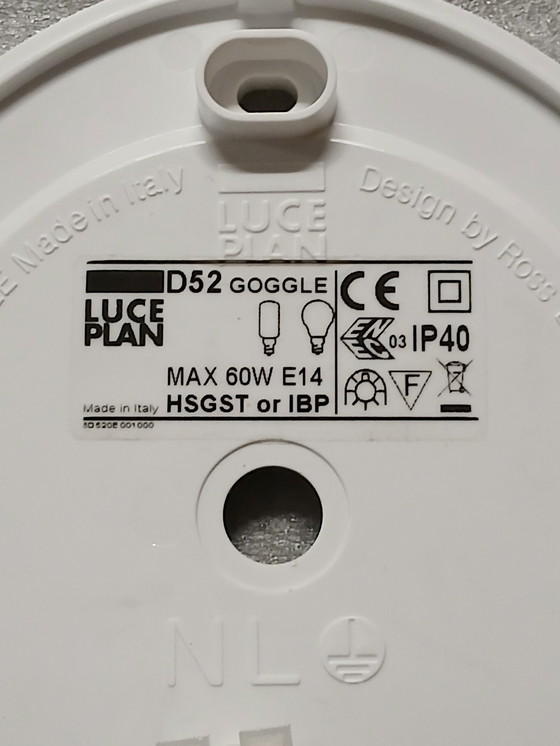 E Made in Italy
Design by Ross
LUCE
PLAN
D52 GOGGLE
LUCE
PLAN
MAX 60W E14
Made in Italy HSGST or IBP
CE
ENEC 03 IP40
F
N L